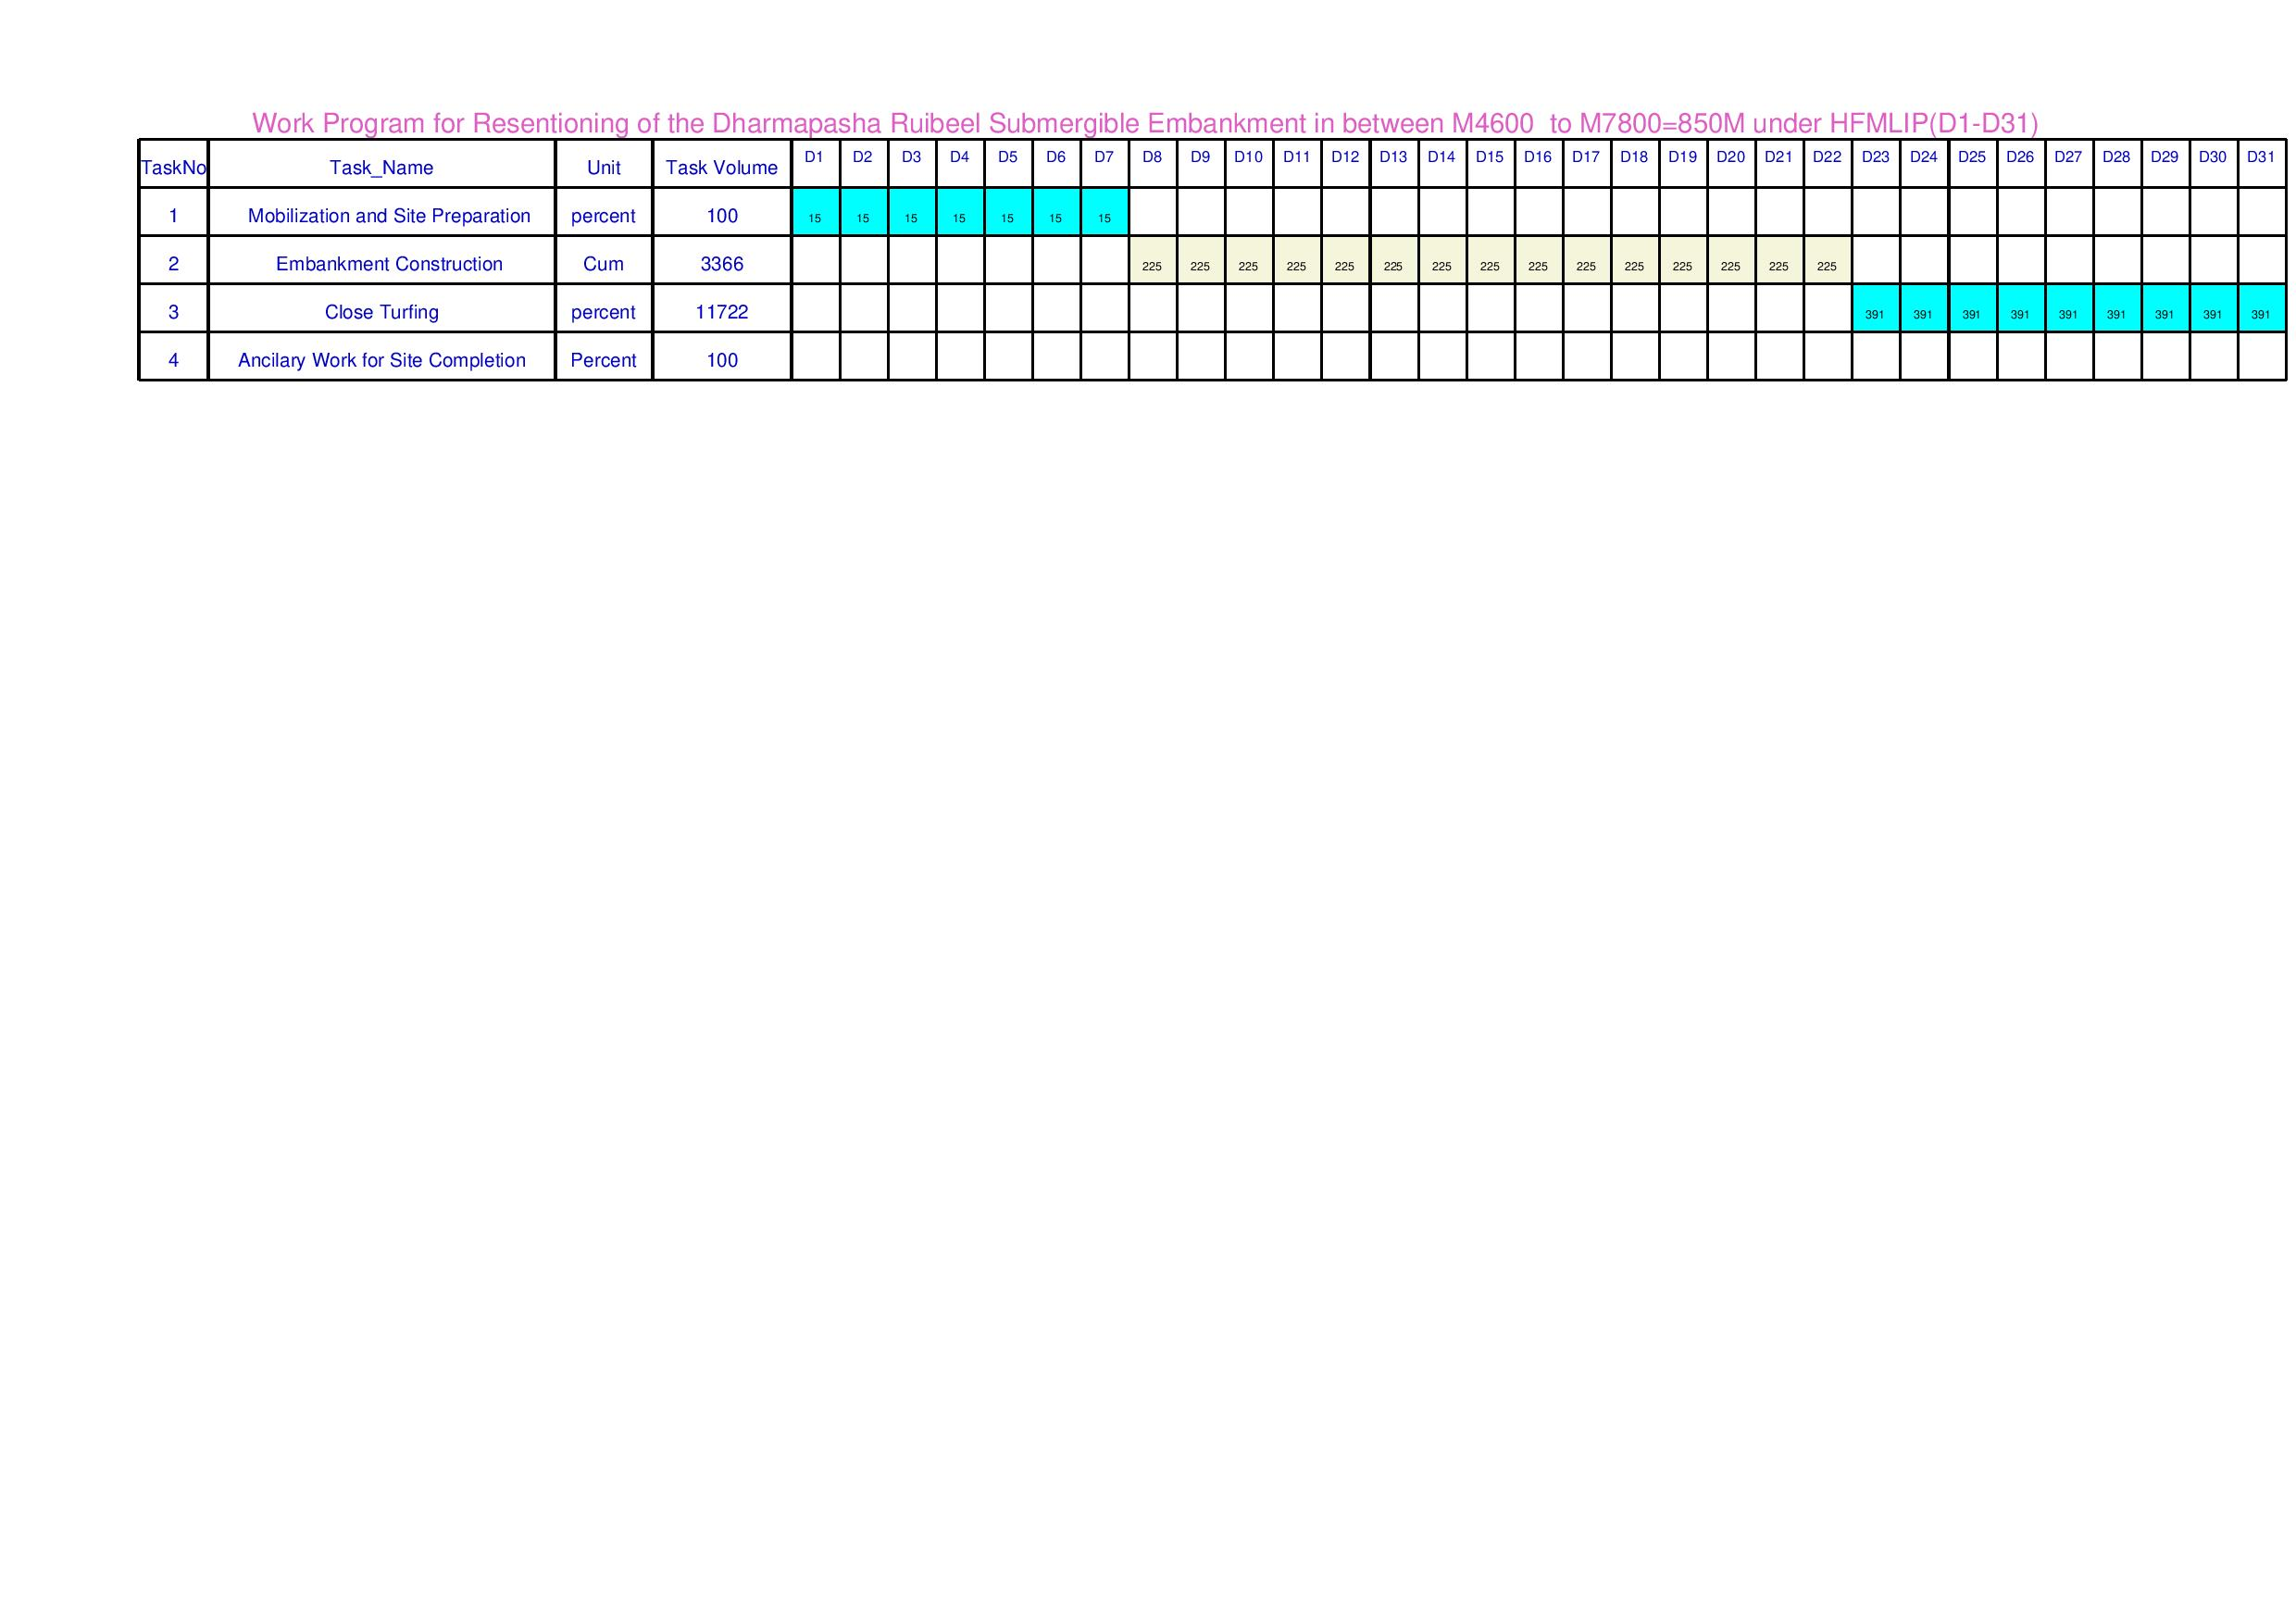 Work Program for Resentioning of the Dharmapasha Ruibeel Submergible Embankment in between M4600  to M7800=850M under HFMLIP(D1-D31)
TaskNo Task_Name Unit Task Volume D1 D2 D3 D4 D5 D6 D7 D8 D9 D10 D11 D12 D13 D14 D15 D16 D17 D18 D19 D20 D21 D22 D23 D24 D25 D26 D27 D28 D29 D30 D31
1 Mobilization and Site Preparation percent 100 15 15 15 15 15 15 15
2 Embankment Construction Cum 3366 225 225 225 225 225 225 225 225 225 225 225 225 225 225 225
3 Close Turfing percent 11722 391 391 391 391 391 391 391 391 391
4 Ancilary Work for Site Completion Percent 100